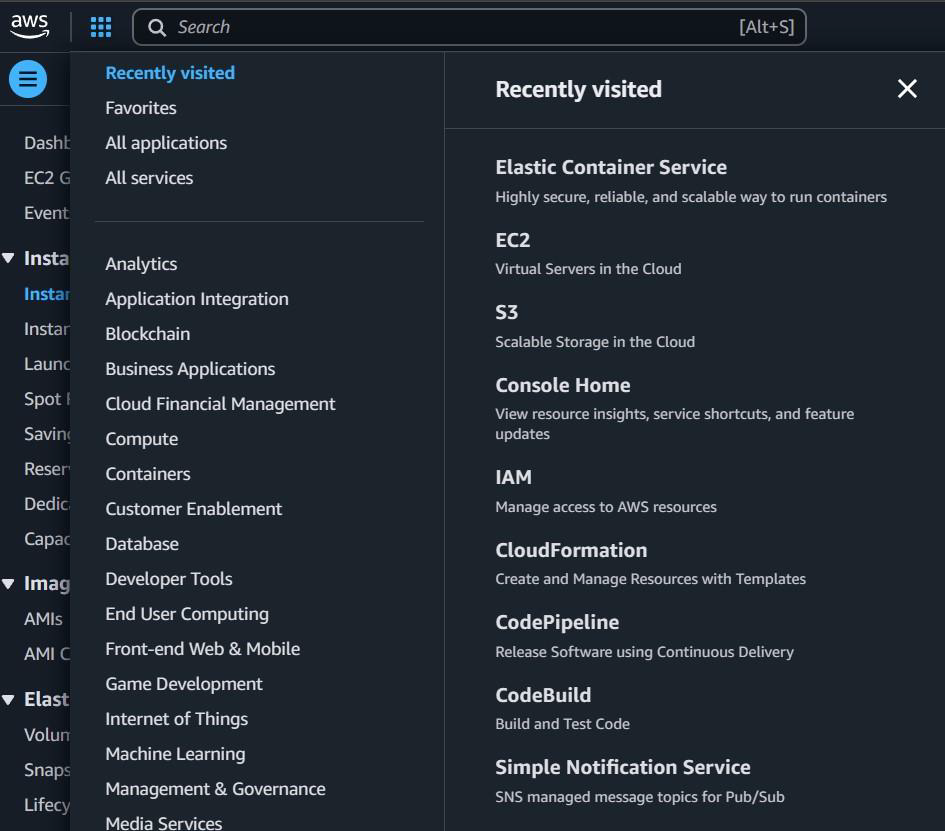 aws
Search
[Alt+S]
Dashb
EC2 G
Event
Insta
Instan
Instan
Launc
Spot
Saving
Reser
Dedic
Capac
Imag
AMIs
AMI C
Elast
Volum
Snaps
Lifecy
Recently visited
Favorites
All applications
All services
Analytics
Application Integration
Blockchain
Business Applications
Cloud Financial Management
Compute
Containers
Customer Enablement
Database
Developer Tools
End User Computing
Front-end Web & Mobile
Game Development
Internet of Things
Machine Learning
Management & Governance
Media Services
Recently visited
Elastic Container Service
Highly secure, reliable, and scalable way to run containers
EC2
Virtual Servers in the Cloud
S3
Scalable Storage in the Cloud
Console Home
View resource insights, service shortcuts, and feature
updates
IAM
Manage access to AWS resources
CloudFormation
Create and Manage Resources with Templates
CodePipeline
Release Software using Continuous Delivery
CodeBuild
Build and Test Code
Simple Notification Service
SNS managed message topics for Pub/Sub